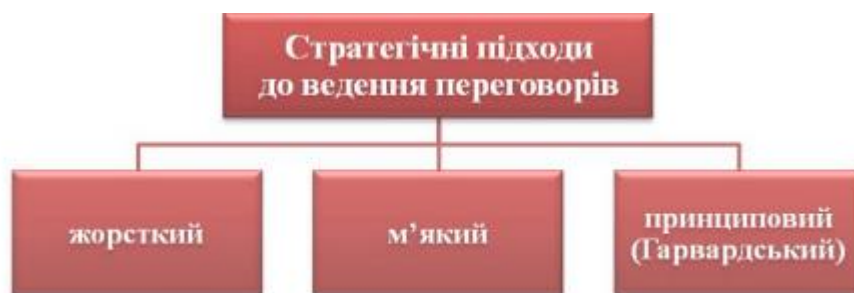 Стратегічні підходи
до ведення переговорів
жорсткий
м’який
принциповий
(Гарвардський)